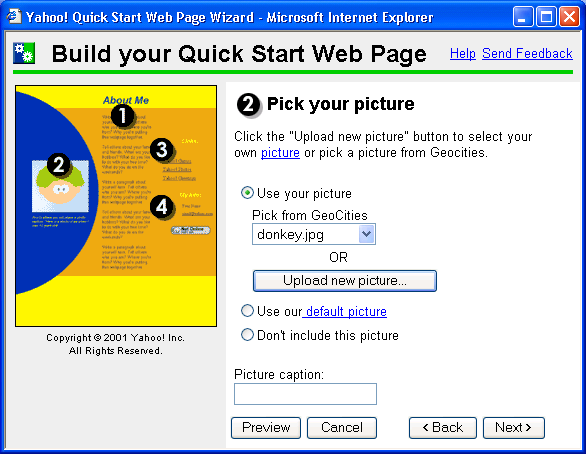 Yahoo! Quick Start Web Page Wizard - Microsoft Internet Explorer
Build your Quick Start Web Page
Help Send Feedback
About Me
1
2
3
4
Copyright © 2001 Yahoo! Inc.
All Rights Reserved.
2 Pick your picture
Click the "Upload new picture" button to select your
own picture or pick a picture from Geocities.
Use your picture
Pick from GeoCities
donkey.jpg
OR
Upload new picture...
Use our default picture
Don't include this picture
Picture caption:
Preview Cancel < Back Next >